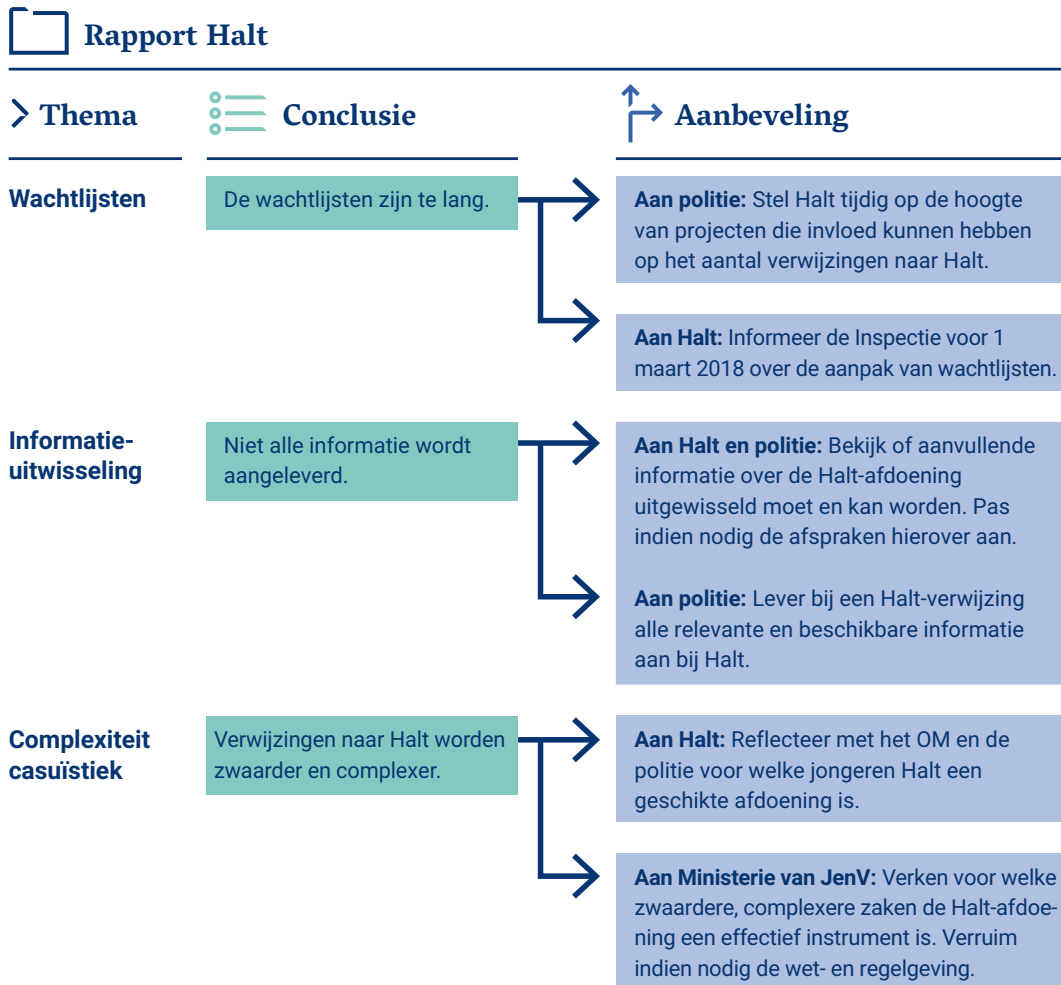 Rapport Halt
Thema
Conclusie
Aanbeveling
Wachtlijsten
De wachtlijsten zijn te lang.
Aan politie: Stel Halt tijdig op de hoogte
van projecten die invloed kunnen hebben
op het aantal verwijzingen naar Halt.
Aan Halt: Informeer de Inspectie voor 1
maart 2018 over de aanpak van wachtlijsten.
Informatie-
uitwisseling
Niet alle informatie wordt
aangeleverd.
Aan Halt en politie: Bekijk of aanvullende
informatie over de Halt-afdoening
uitgewisseld moet en kan worden. Pas
indien nodig de afspraken hierover aan.
Aan politie: Lever bij een Halt-verwijzing
alle relevante en beschikbare informatie
aan bij Halt.
Complexiteit
casuïstiek
Verwijzingen naar Halt worden
zwaarder en complexer.
Aan Halt: Reflecteer met het OM en de
politie voor welke jongeren Halt een
geschikte afdoening is.
Aan Ministerie van JenV: Verken voor welke
zwaardere, complexere zaken de Halt-afdoe-
ning een effectief instrument is. Verruim
indien nodig de wet- en regelgeving.